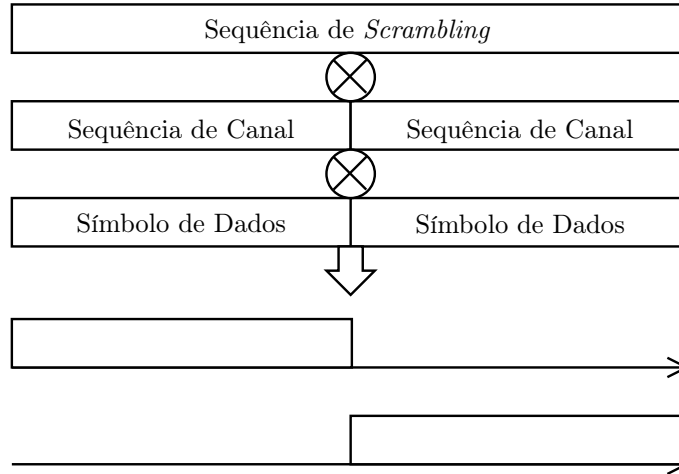 Sequência de Scrambling
Sequência de Canal Sequência de Canal
Símbolo de Dados Símbolo de Dados